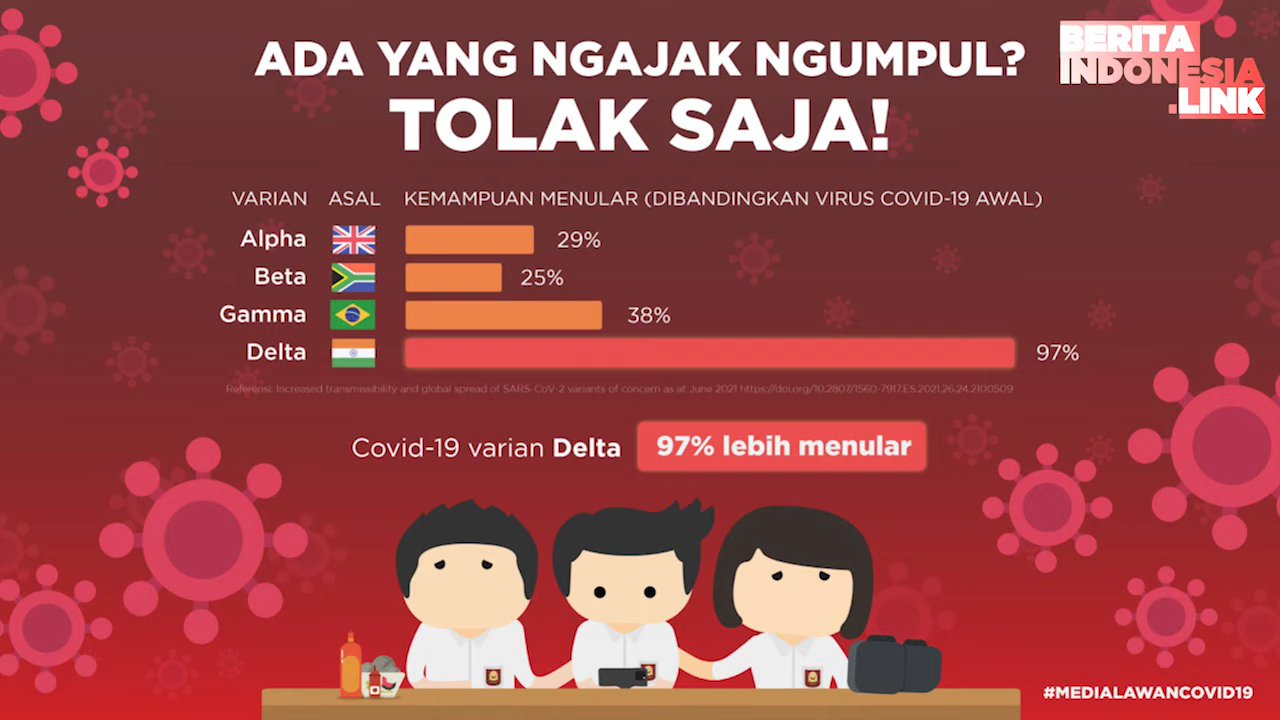 ADA YANG NGAJAK NGUMPUL?
TOLAK SAJA!
BERITA
INDONESIA
.LINK
VARIAN ASAL KEMAMPUAN MENULAR (DIBANDINGKAN VIRUS COVID-19 AWAL)
Alpha 29%
Beta 25%
Gamma 38%
Delta 97%
Referensi: Increased transmissibility and global spread of SARS-CoV-2 variants of concern as at June 2021 https://doi.org/10.2807/1560-7917.ES.2021.26.24.2100509
Covid-19 varian Delta 97% lebih menular
#MEDIALAWANCOVID19